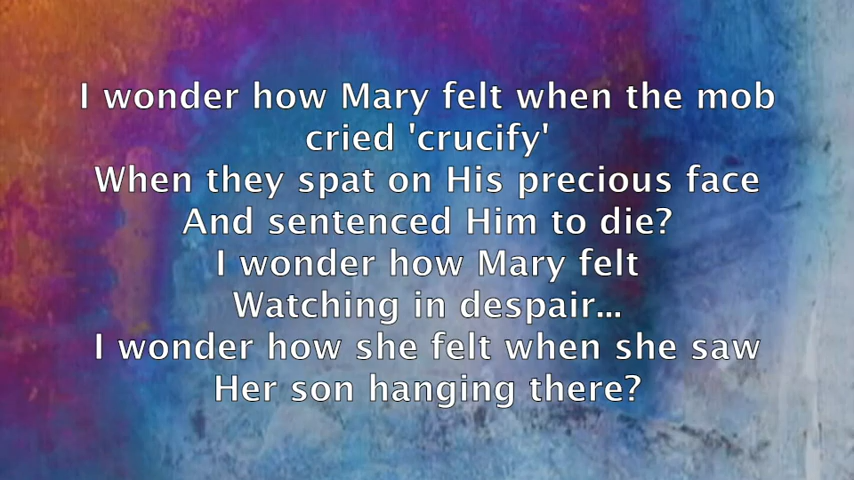 I wonder how Mary felt when the mob
cried 'crucify'
When they spat on His precious face
And sentenced Him to die?
I wonder how Mary felt
Watching in despair...
I wonder how she felt when she saw
Her son hanging there?